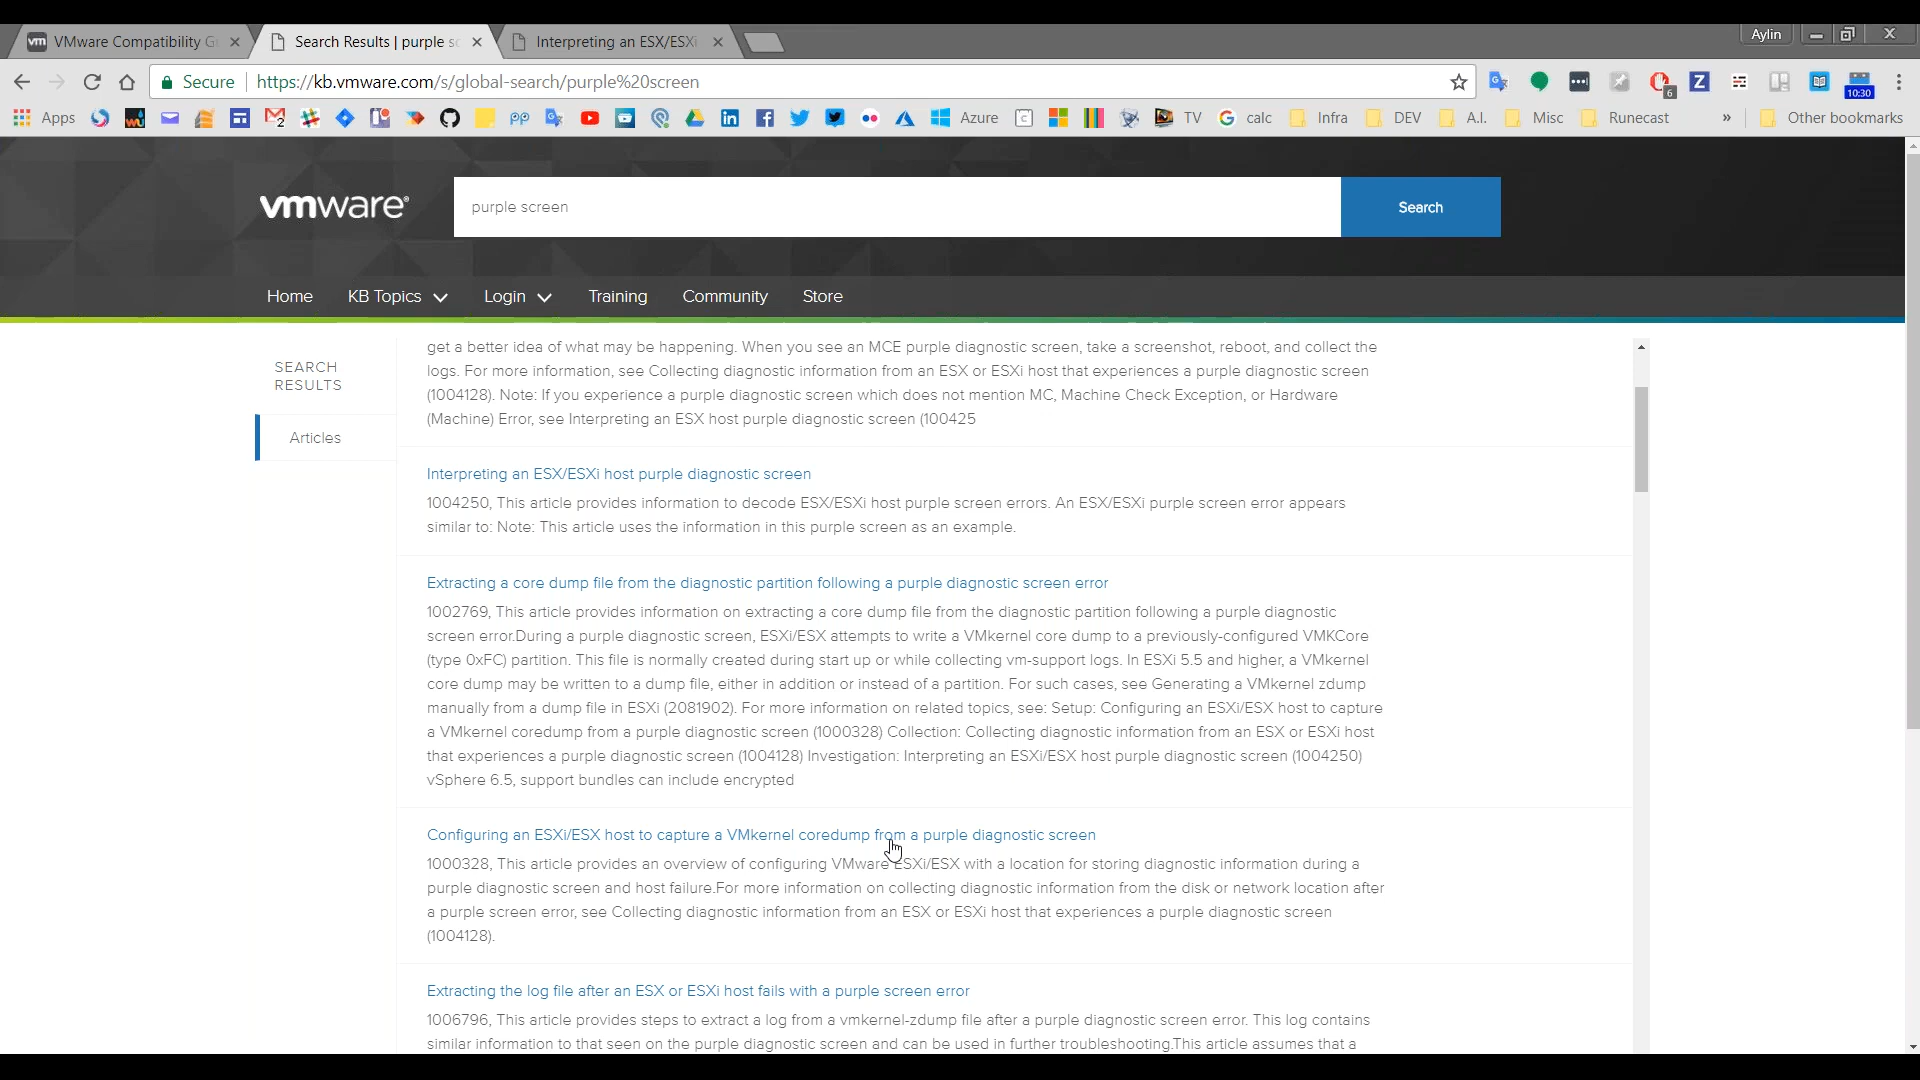 VMware Compatibility G
Search Results | purple sc
Interpreting an ESX/ESXi
Aylin
Secure
https://kb.vmware.com/s/global-search/purple%20screen
6
10:30
Apps
2
Azure
TV
calc
Infra
DEV
A.I.
Misc
Runecast
»
Other bookmarks
vmware®
purple screen
Search
Home
KB Topics
Login
Training
Community
Store
SEARCH
RESULTS
Articles
get a better idea of what may be happening. When you see an MCE purple diagnostic screen, take a screenshot, reboot, and collect the
logs. For more information, see Collecting diagnostic information from an ESX or ESXi host that experiences a purple diagnostic screen
(1004128). Note: If you experience a purple diagnostic screen which does not mention MC, Machine Check Exception, or Hardware
(Machine) Error, see Interpreting an ESX host purple diagnostic screen (100425
Interpreting an ESX/ESXi host purple diagnostic screen
1004250, This article provides information to decode ESX/ESXi host purple screen errors. An ESX/ESXi purple screen error appears
similar to: Note: This article uses the information in this purple screen as an example.
Extracting a core dump file from the diagnostic partition following a purple diagnostic screen error
1002769, This article provides information on extracting a core dump file from the diagnostic partition following a purple diagnostic
screen error.During a purple diagnostic screen, ESXi/ESX attempts to write a VMkernel core dump to a previously-configured VMKCore
(type 0xFC) partition. This file is normally created during start up or while collecting vm-support logs. In ESXi 5.5 and higher, a VMkernel
core dump may be written to a dump file, either in addition or instead of a partition. For such cases, see Generating a VMkernel zdump
manually from a dump file in ESXi (2081902). For more information on related topics, see: Setup: Configuring an ESXi/ESX host to capture
a VMkernel coredump from a purple diagnostic screen (1000328) Collection: Collecting diagnostic information from an ESX or ESXi host
that experiences a purple diagnostic screen (1004128) Investigation: Interpreting an ESXi/ESX host purple diagnostic screen (1004250)
vSphere 6.5, support bundles can include encrypted
Configuring an ESXi/ESX host to capture a VMkernel coredump from a purple diagnostic screen
1000328, This article provides an overview of configuring VMware ESXi/ESX with a location for storing diagnostic information during a
purple diagnostic screen and host failure.For more information on collecting diagnostic information from the disk or network location after
a purple screen error, see Collecting diagnostic information from an ESX or ESXi host that experiences a purple diagnostic screen
(1004128).
Extracting the log file after an ESX or ESXi host fails with a purple screen error
1006796, This article provides steps to extract a log from a vmkernel-zdump file after a purple diagnostic screen error. This log contains
similar information to that seen on the purple diagnostic screen and can be used in further troubleshooting.This article assumes that a